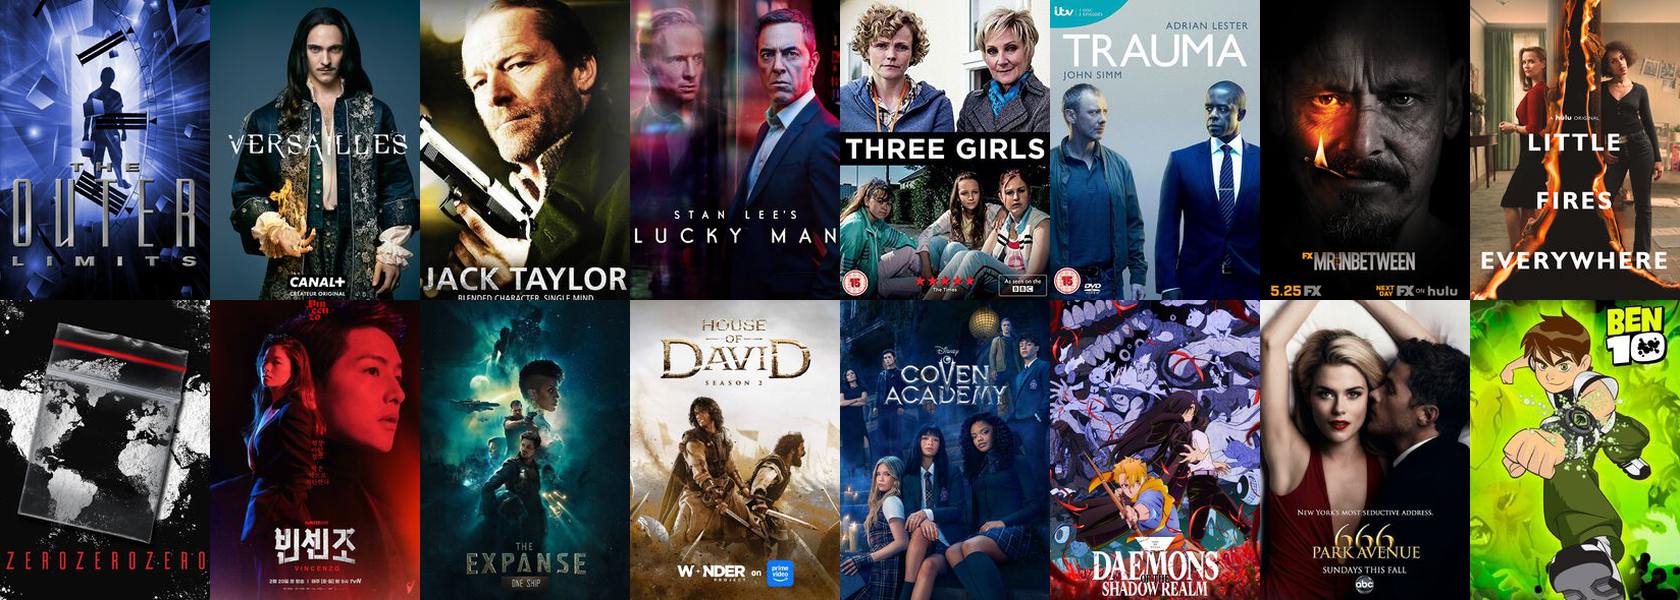 THE
OUTER
LIMITS
VERSAILLES
CANAL+
CRÉATEUR ORIGINAL
JACK TAYLOR
BLENDED CHARACTER. SINGLE MIND
STAN LEE'S
LUCKY MAN
THREE GIRLS
15
★★★★★
The Times
As seen on the
BBC
itv
ADRIAN LESTER
TRAUMA
JOHN SIMM
15
DVD
FX MR INBETWEEN
5.25 FX
NEXT DAY FX ON hulu
A hulu ORIGINAL
LITTLE
FIRES
EVERYWHERE
ZEROZEROZERO
빈센조
VINCENZO
THE
EXPANSE
ONE SHIP
HOUSE
OF
DAVID
SEASON 2
WONDER
PROJECT
on
prime video
Disney
COVEN
ACADEMY
DAEMONS
OF THE
SHADOW REALM
NEW YORK'S MOST SEDUCTIVE ADDRESS.
666
PARK AVENUE
SUNDAYS THIS FALL
abc
BEN
10